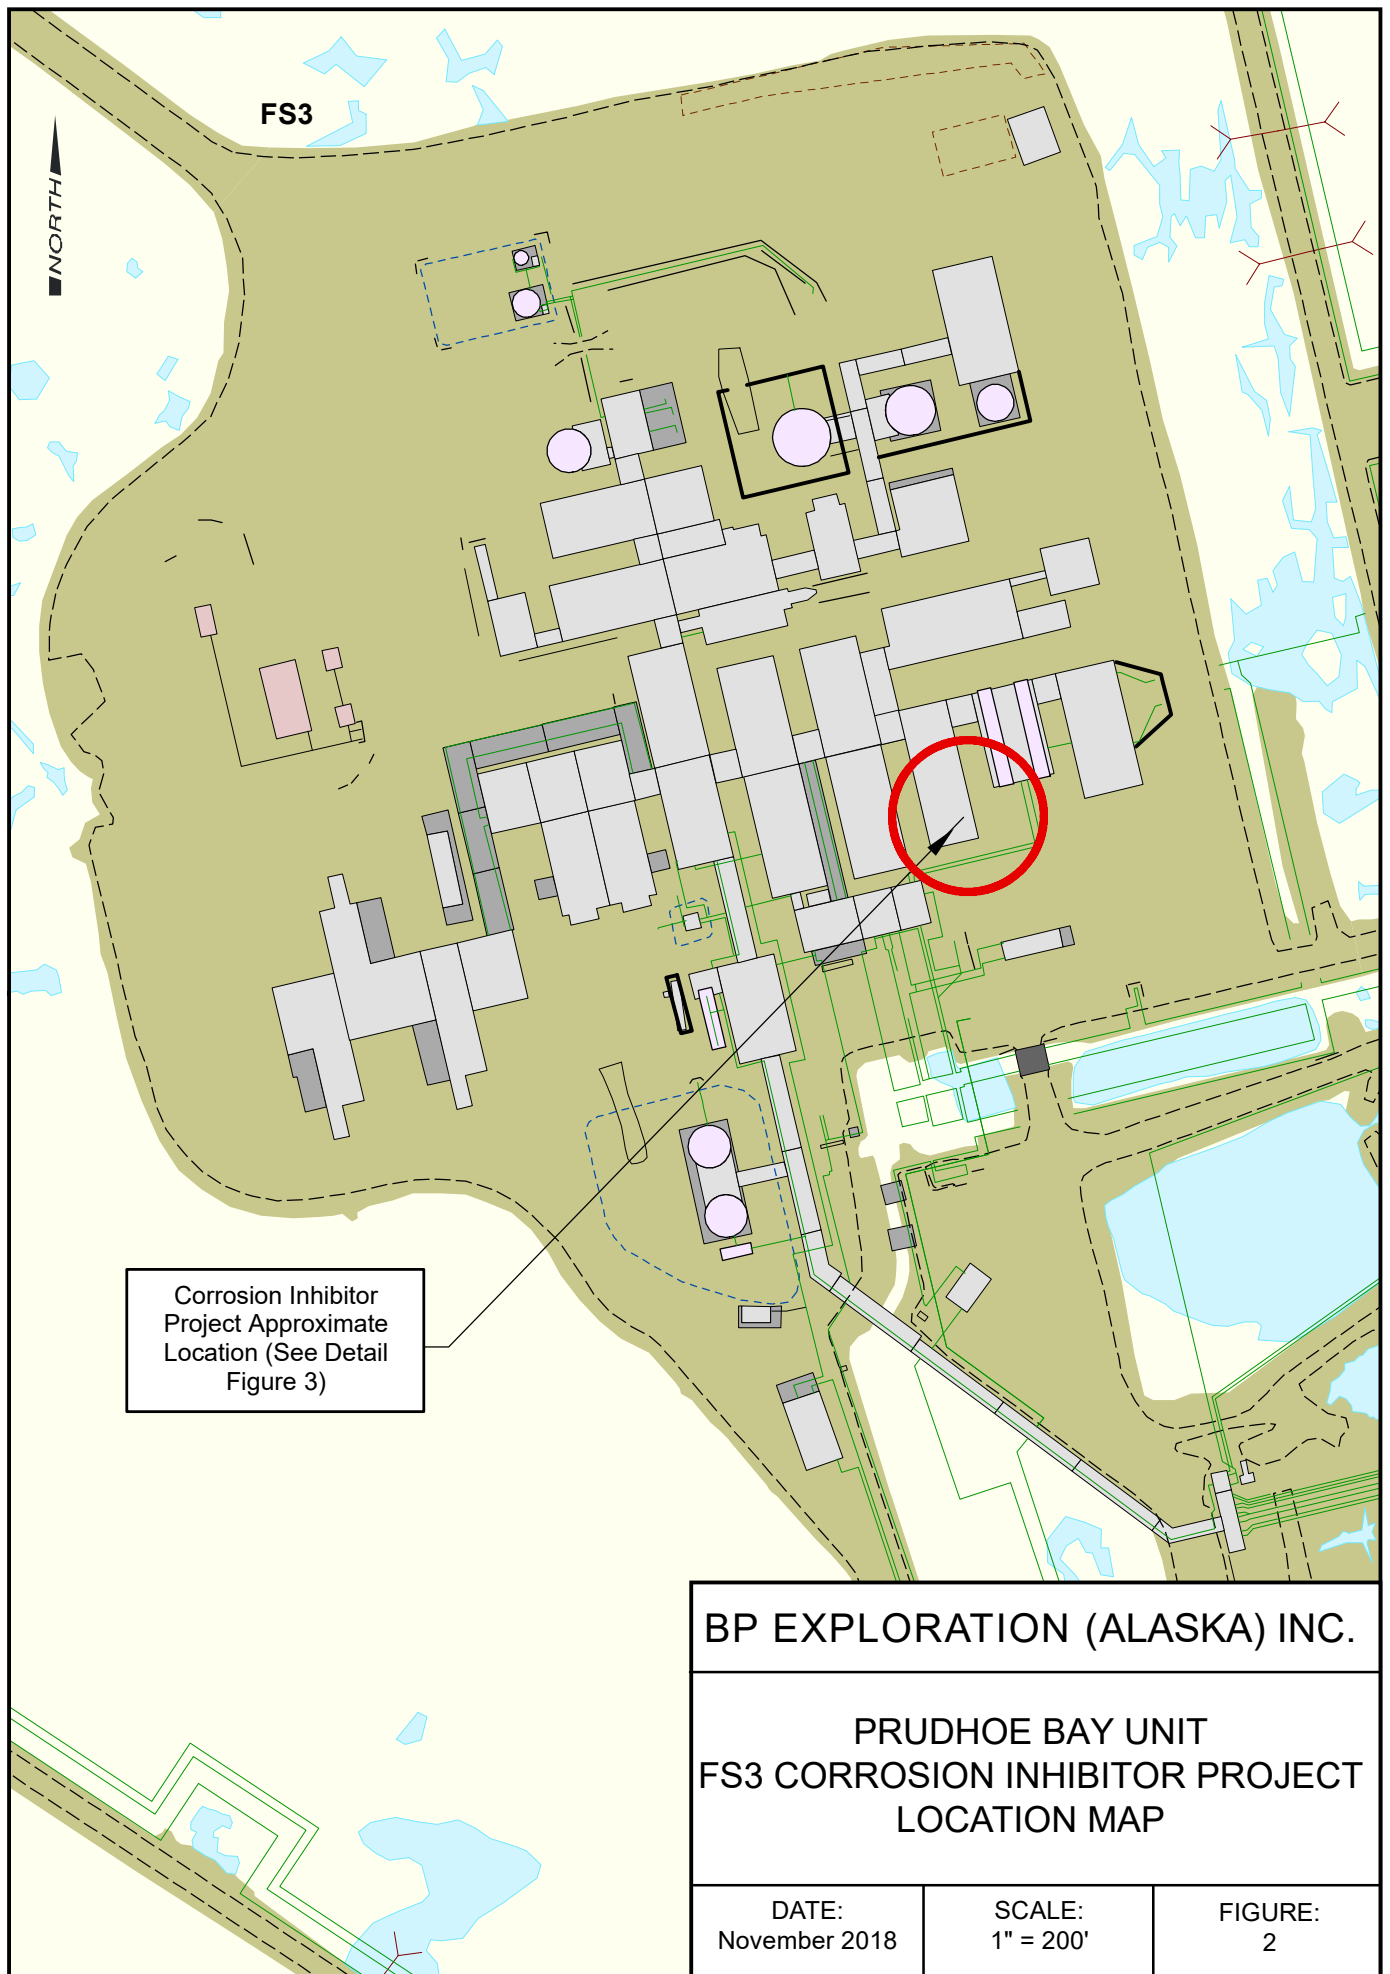 FS3
NORTH
Corrosion Inhibitor
Project Approximate
Location (See Detail
Figure 3)
BP EXPLORATION (ALASKA) INC.
PRUDHOE BAY UNIT
FS3 CORROSION INHIBITOR PROJECT
LOCATION MAP
DATE:
November 2018
SCALE:
1" = 200'
FIGURE:
2